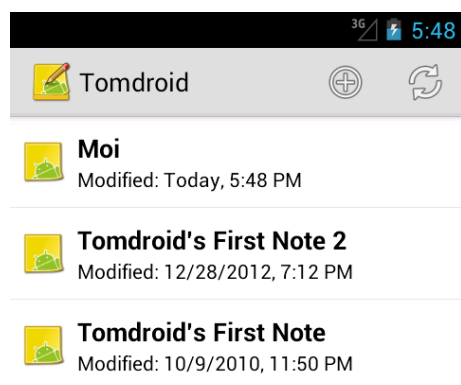 3G 5:48
Tomdroid
Moi
Modified: Today, 5:48 PM
Tomdroid's First Note 2
Modified: 12/28/2012, 7:12 PM
Tomdroid's First Note
Modified: 10/9/2010, 11:50 PM